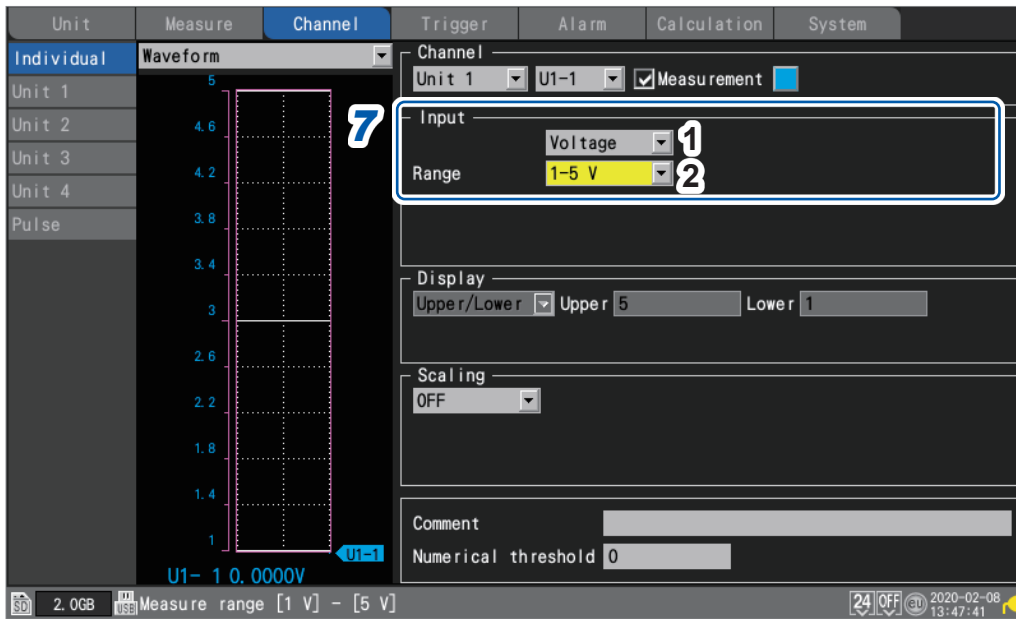 Unit Measure Channel Trigger Alarm Calculation System
Individual
Unit 1
Unit 2
Unit 3
Unit 4
Pulse
Waveform
5
4.6
4.2
3.8
3.4
3
2.6
2.2
1.8
1.4
1
U1-1
U1- 1 0.0000V
Channel
Unit 1 U1-1 Measurement
7
Input
Voltage 1
Range 1-5 V 2
Display
Upper/Lower Upper 5 Lower 1
Scaling
OFF
Comment
Numerical threshold 0
SD 2.0GB USB Measure range [1 V] - [5 V] 24 OFF EU 2020-02-08
13:47:41